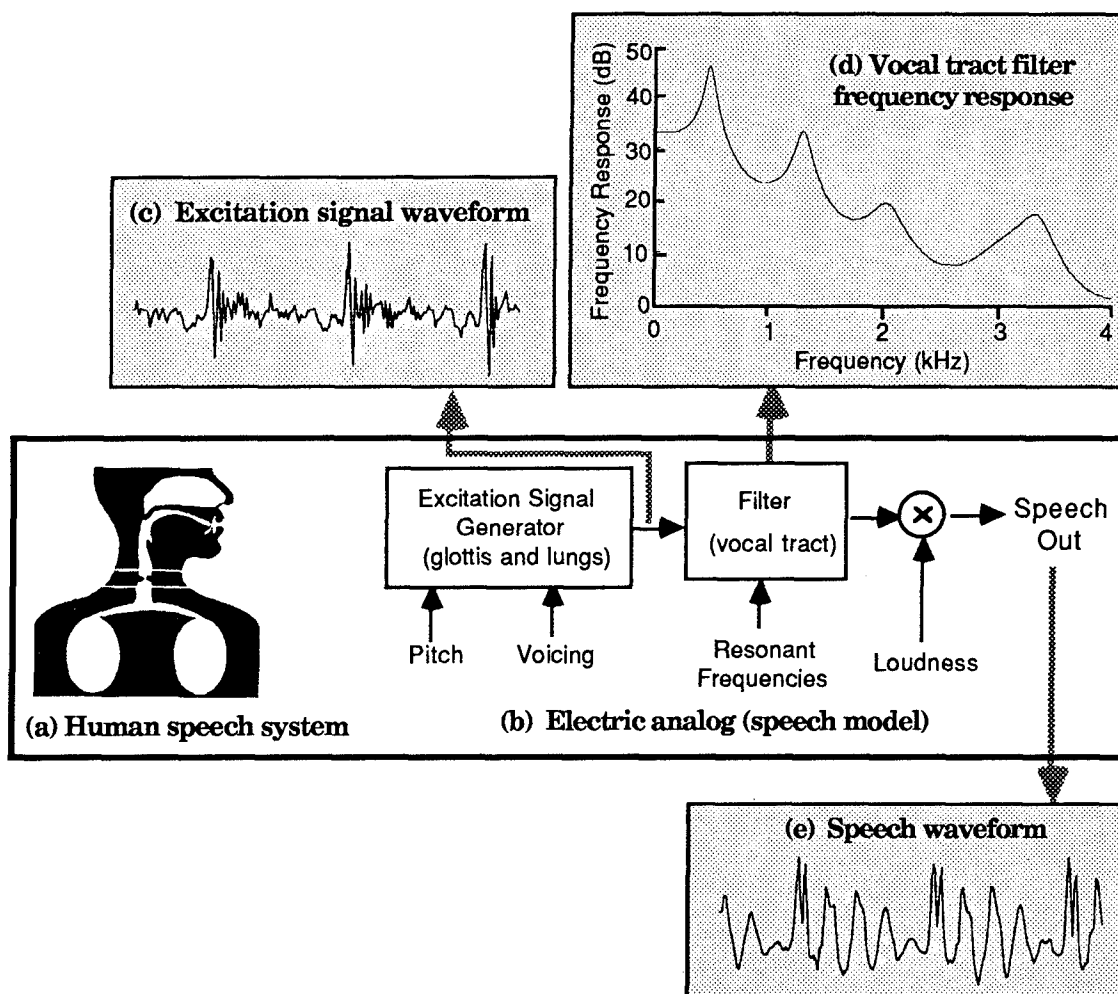 (d) Vocal tract filter
frequency response
Frequency Response (dB)
50
40
30
20
10
0
0
1
2
3
4
Frequency (kHz)
(c) Excitation signal waveform
Excitation Signal
Generator
(glottis and lungs)
Filter
(vocal tract)
Speech
Out
Pitch
Voicing
Resonant
Frequencies
Loudness
(a) Human speech system
(b) Electric analog (speech model)
(e) Speech waveform